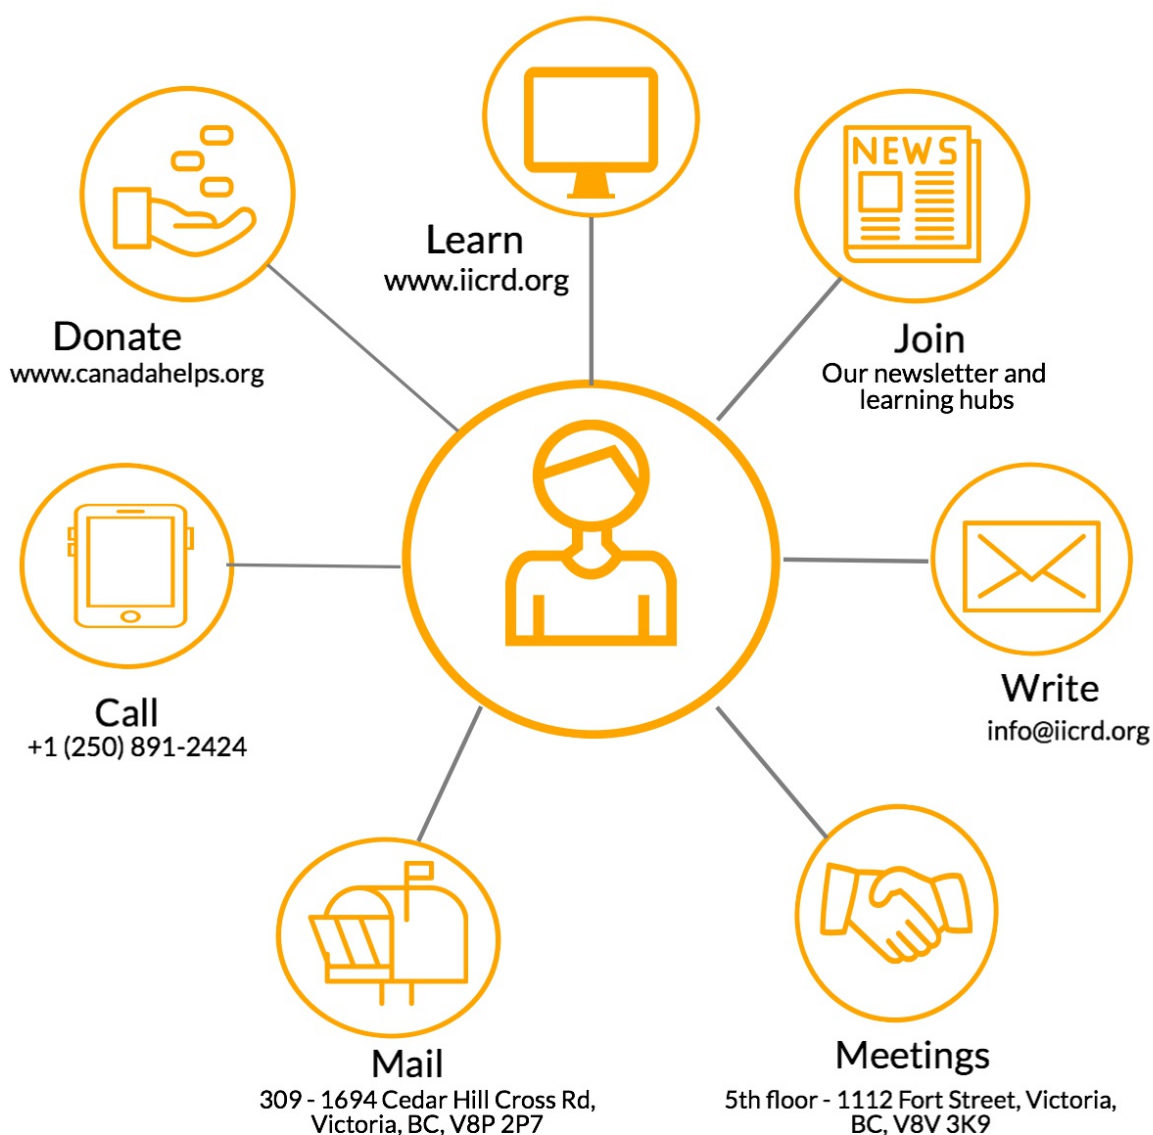 Learn
www.iicrd.org
NEWS
Join
Our newsletter and
learning hubs
Donate
www.canadahelps.org
Write
info@iicrd.org
Call
+1 (250) 891-2424
Meetings
5th floor - 1112 Fort Street, Victoria,
BC, V8V 3K9
Mail
309 - 1694 Cedar Hill Cross Rd,
Victoria, BC, V8P 2P7